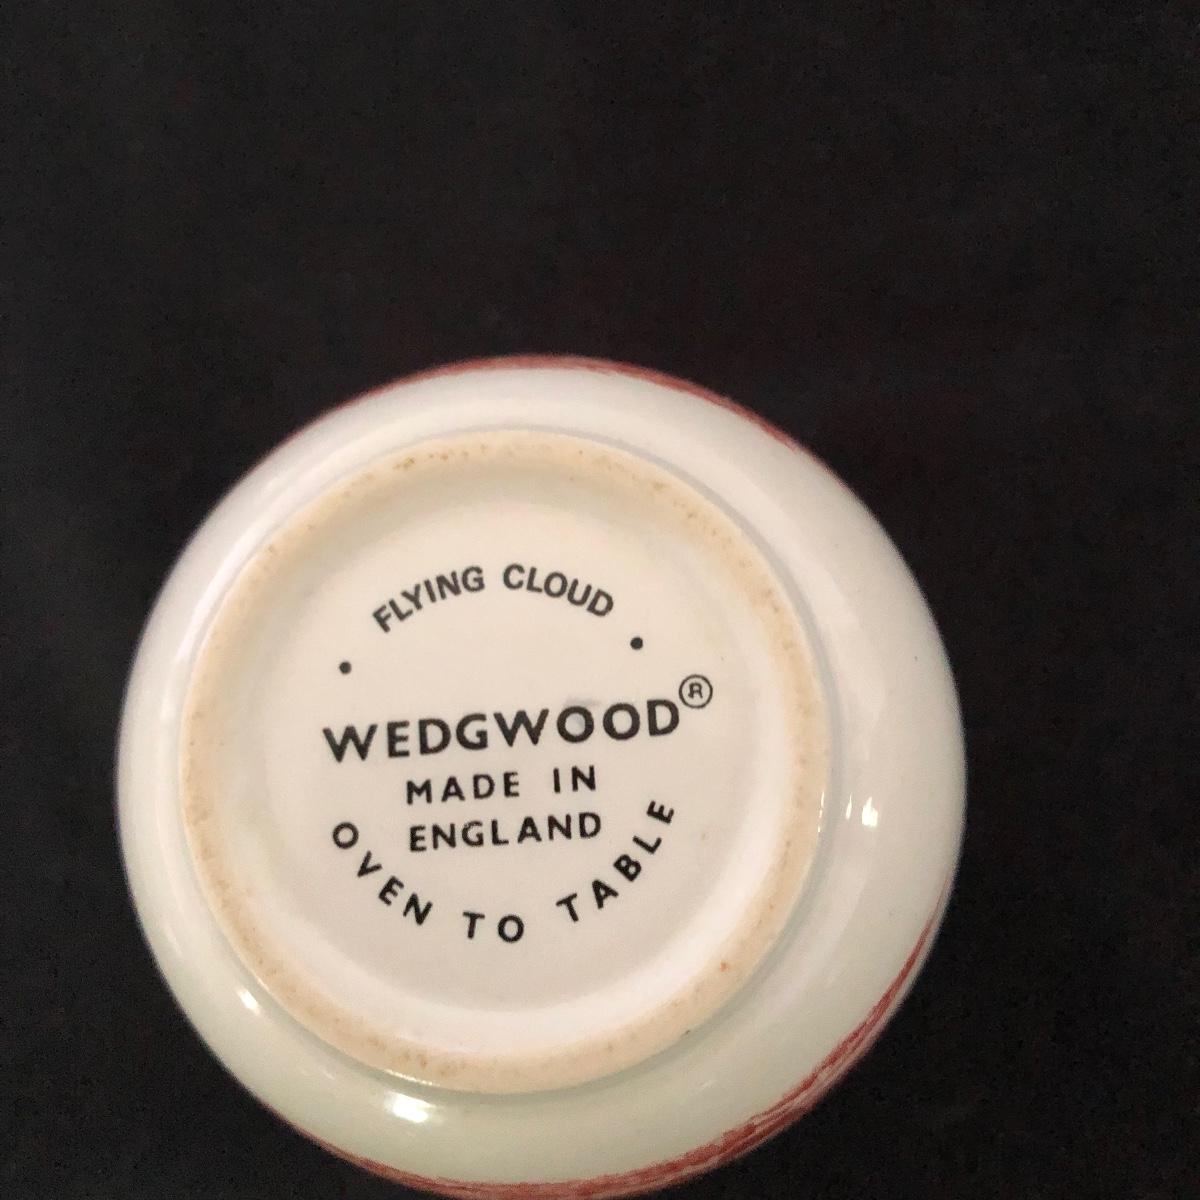 FLYING CLOUD
WEDGWOOD®
MADE IN
ENGLAND
OVEN TO TABLE